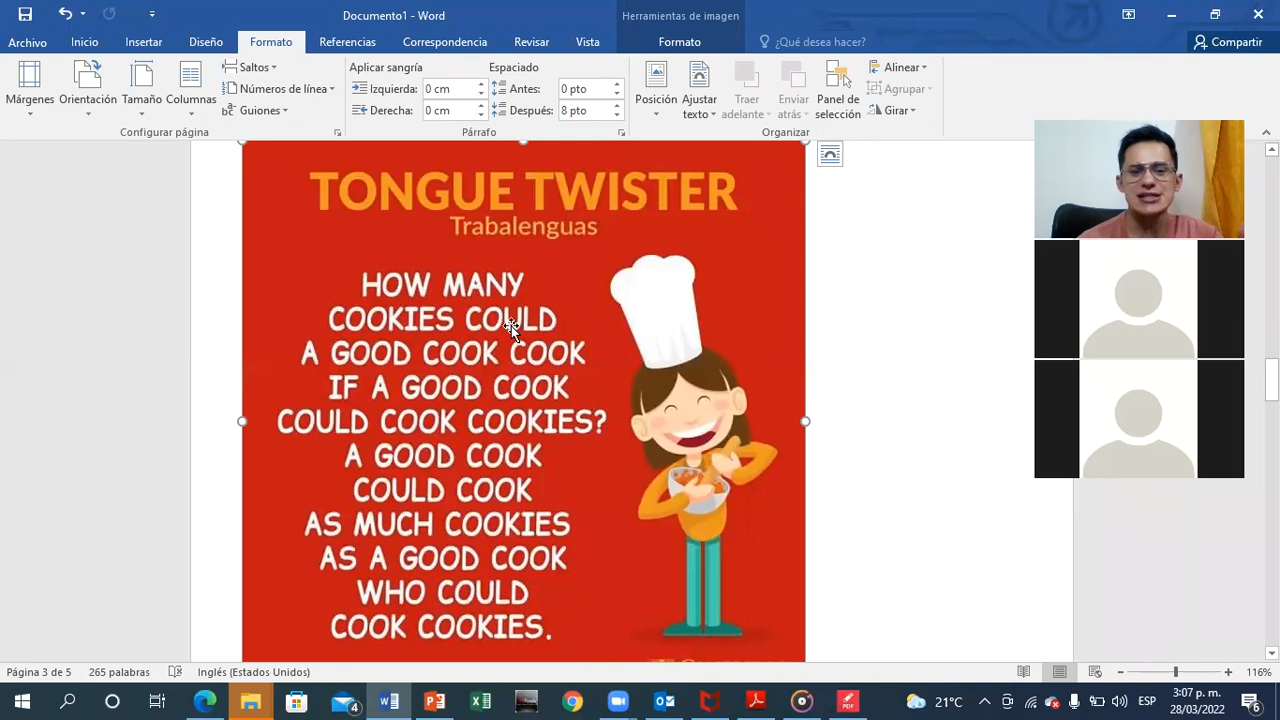 Documento1 - Word
Herramientas de imagen
Archivo
Inicio
Insertar
Diseño
Formato
Referencias
Correspondencia
Revisar
Vista
Formato
¿Qué desea hacer?
Compartir
Márgenes
Orientación
Tamaño
Columnas
Saltos
Números de línea
Guiones
Configurar página
Aplicar sangría
Izquierda: 0 cm
Derecha: 0 cm
Espaciado
Antes: 0 pto
Después: 8 pto
Párrafo
Posición
Ajustar texto
Traer adelante
Enviar atrás
Panel de selección
Alinear
Agrupar
Girar
Organizar
TONGUE TWISTER
Trabalenguas
HOW MANY
COOKIES COULD
A GOOD COOK COOK
IF A GOOD COOK
COULD COOK COOKIES?
A GOOD COOK
COULD COOK
AS MUCH COOKIES
AS A GOOD COOK
WHO COULD
COOK COOKIES.
Página 3 de 5
265 palabras
Inglés (Estados Unidos)
116%
4
21°C
ESP
3:07 p. m.
28/03/2022
6